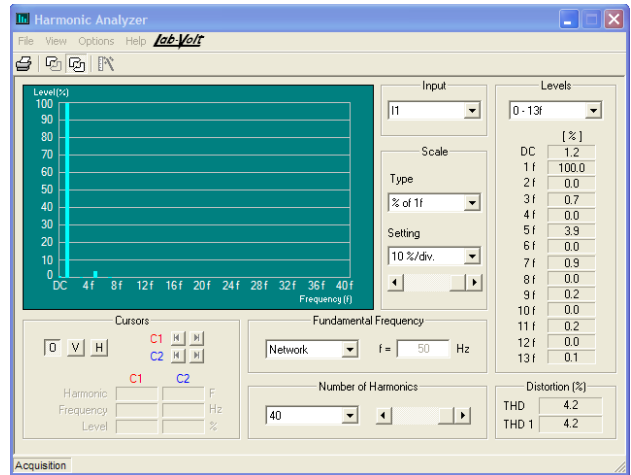 Harmonic Analyzer
File View Options Help Lab-Volt
Level(%)
100
90
80
70
60
50
40
30
20
10
0
DC 4f 8f 12f 16f 20f 24f 28f 32f 36f 40f
Frequency (f)
Input
I1
Scale
Type
% of 1f
Setting
10 %/div.
Levels
0 - 13f
[ % ]
DC 1.2
1 f 100.0
2 f 0.0
3 f 0.7
4 f 0.0
5 f 3.9
6 f 0.0
7 f 0.9
8 f 0.0
9 f 0.2
10 f 0.0
11 f 0.2
12 f 0.0
13 f 0.1
Cursors
0 V H
C1
C2
C1 C2
Harmonic F
Frequency Hz
Level %
Fundamental Frequency
Network f = 50 Hz
Number of Harmonics
40
Distortion (%)
THD 4.2
THD 1 4.2
Acquisition